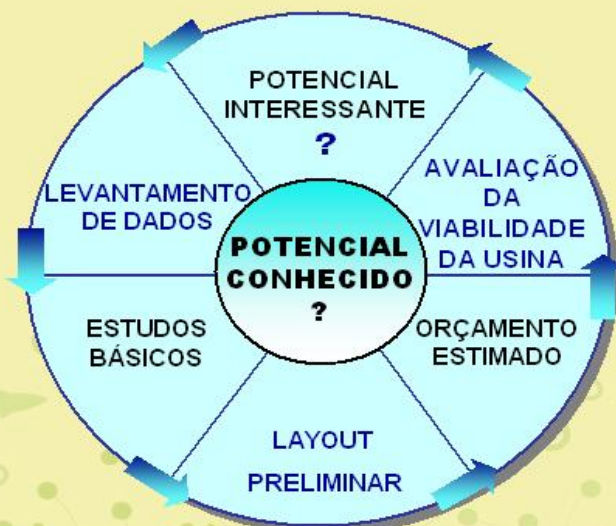 POTENCIAL
INTERESSANTE
?
LEVANTAMENTO
DE DADOS
AVALIAÇÃO
DA
VIABILIDADE
DA USINA
POTENCIAL
CONHECIDO
?
ESTUDOS
BÁSICOS
ORÇAMENTO
ESTIMADO
LAYOUT
PRELIMINAR